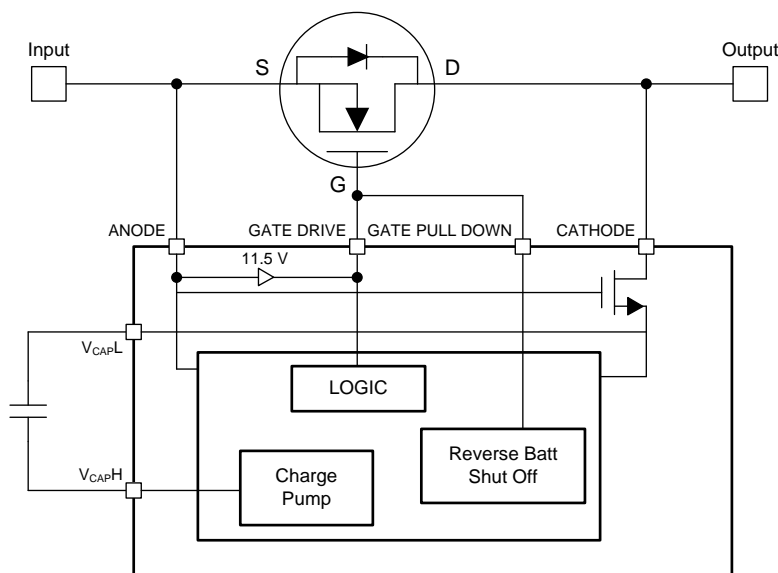 Input
Output
S
D
G
ANODE
GATE DRIVE
GATE PULL DOWN
CATHODE
11.5 V
VCAPL
LOGIC
Reverse Batt
Shut Off
Charge
Pump
VCAPH